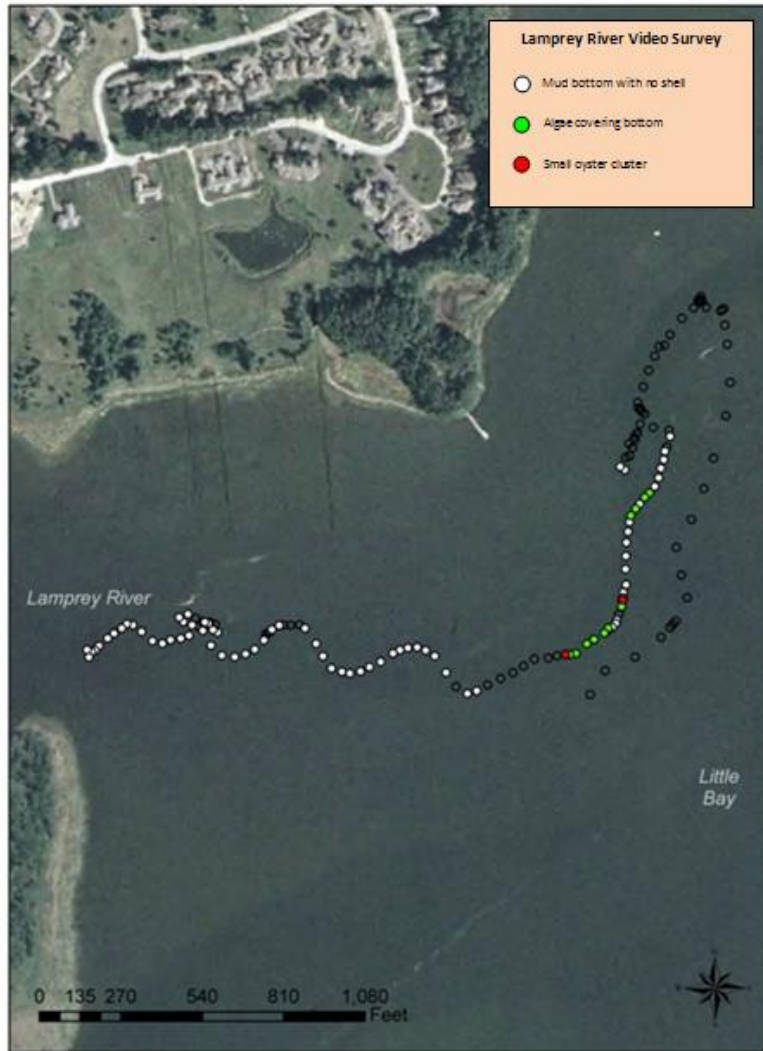 Lamprey River Video Survey
Mud bottom with no shell
Algae covering bottom
Small oyster cluster
Lamprey River
Little
Bay
0 135 270 540 810 1,080
Feet